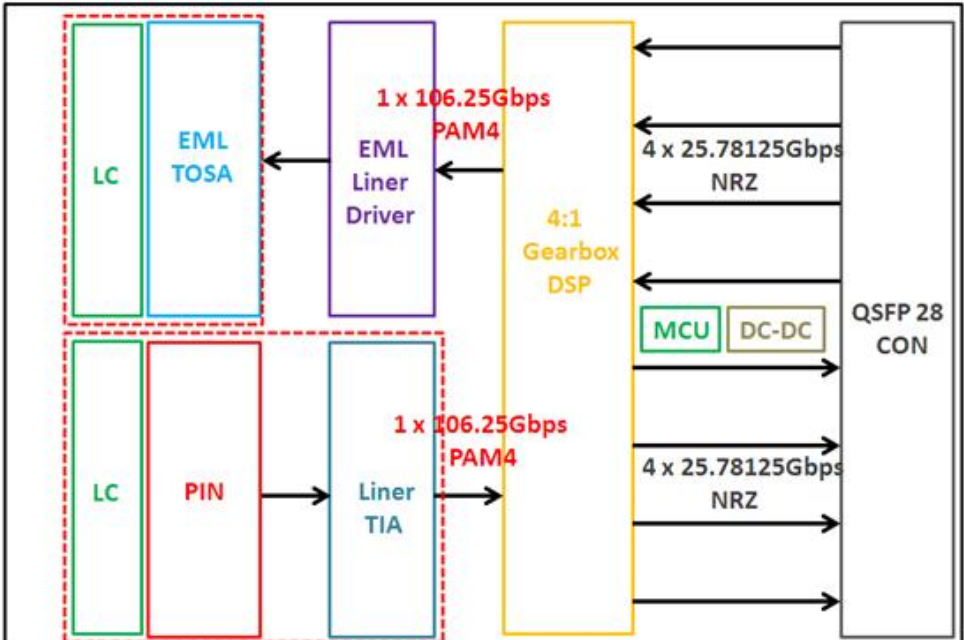 LC
EML
TOSA
EML
Liner
Driver
1 x 106.25Gbps
PAM4
4:1
Gearbox
DSP
4 x 25.78125Gbps
NRZ
MCU
DC-DC
QSFP 28
CON
LC
PIN
Liner
TIA
1 x 106.25Gbps
PAM4
4 x 25.78125Gbps
NRZ